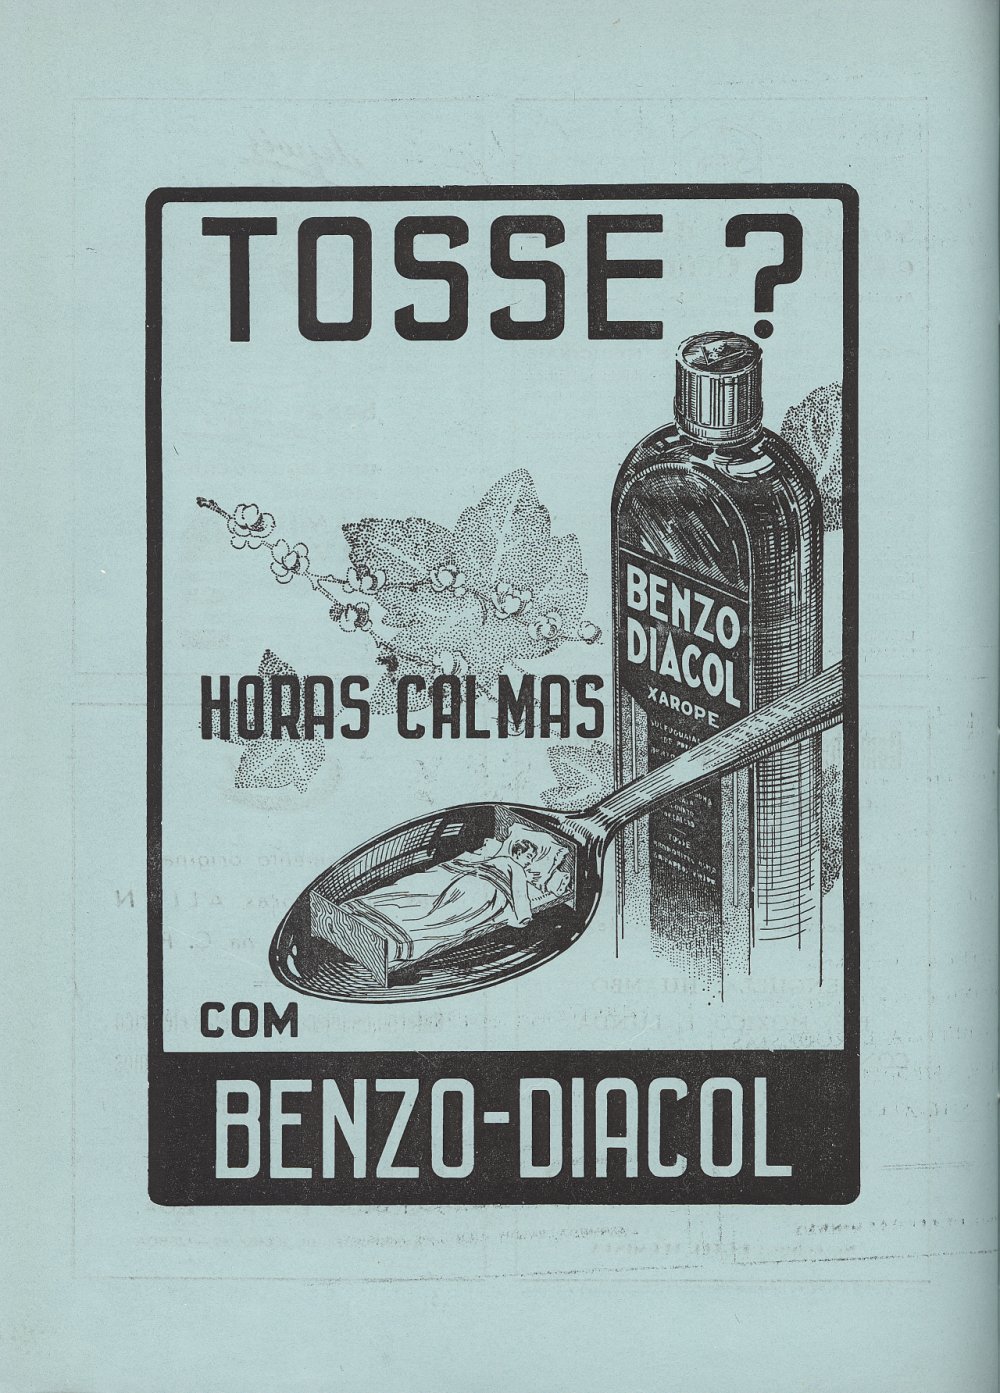 TOSSE ?
BENZO
DIACOL
XAROPE
HORAS CALMAS
COM
BENZO-DIACOL